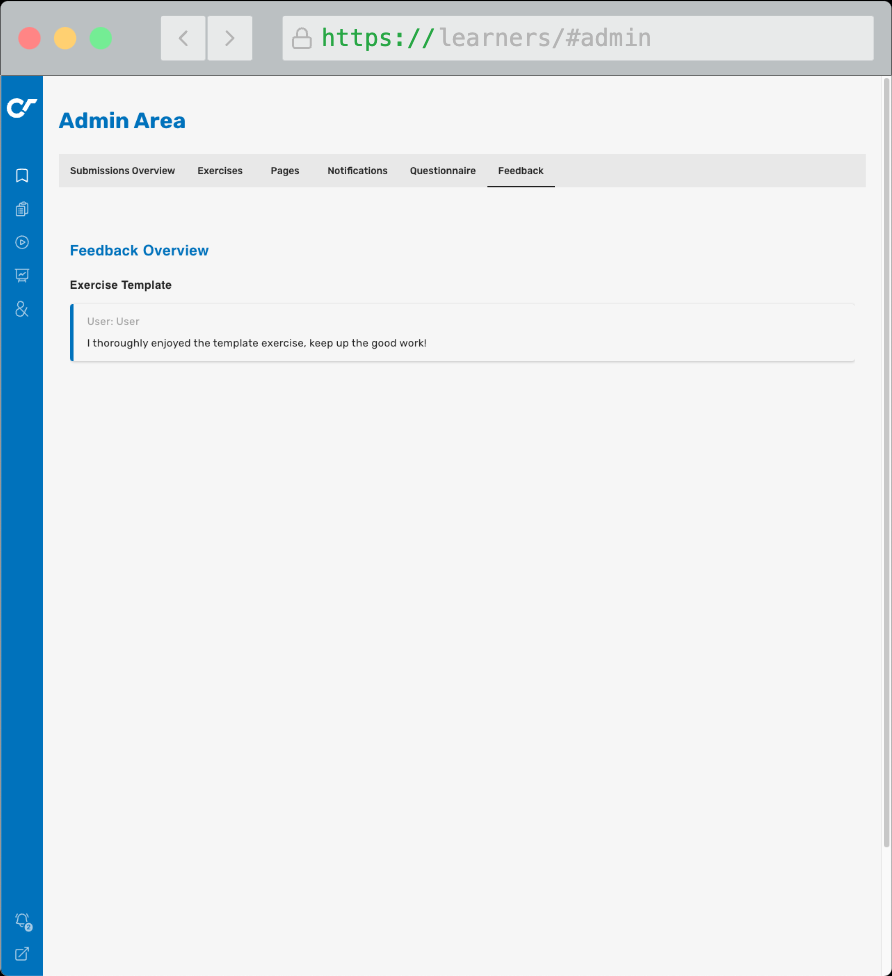 https://learners/#admin
Admin Area
Submissions Overview Exercises Pages Notifications Questionnaire Feedback
Feedback Overview
Exercise Template
User: User
I thoroughly enjoyed the template exercise, keep up the good work!